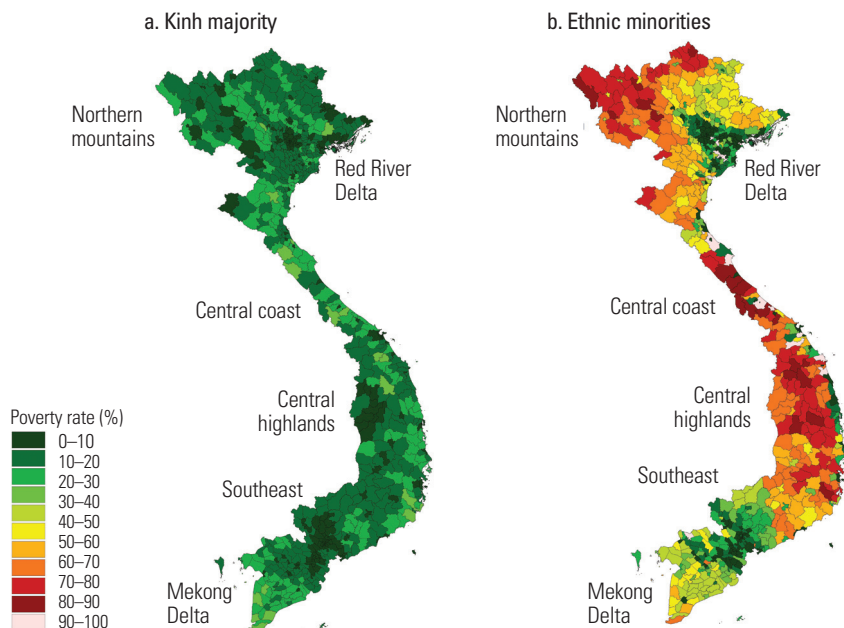 a. Kinh majority
Northern
mountains
Red River
Delta
Central coast
Central
highlands
Southeast
Mekong
Delta
Poverty rate (%)
0–10
10–20
20–30
30–40
40–50
50–60
60–70
70–80
80–90
90–100
b. Ethnic minorities
Northern
mountains
Red River
Delta
Central coast
Central
highlands
Southeast
Mekong
Delta